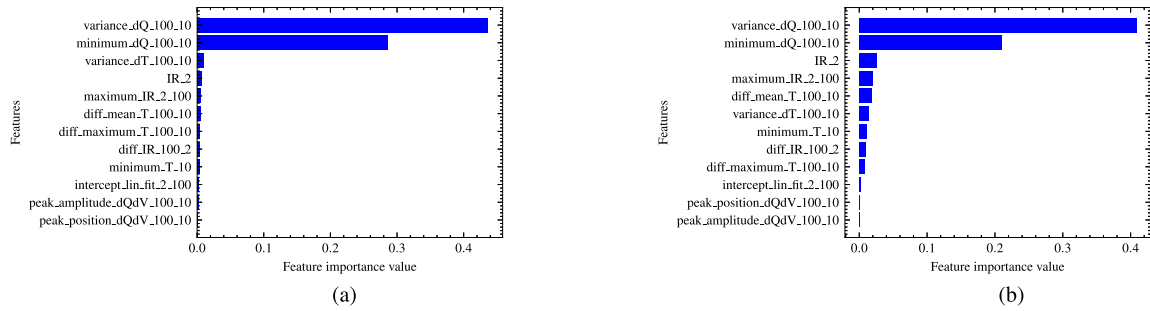 variance_dQ_100_10
minimum_dQ_100_10
variance_dT_100_10
IR_2
maximum_IR_2_100
diff_mean_T_100_10
diff_maximum_T_100_10
diff_IR_100_2
minimum_T_10
intercept_lin_fit_2_100
peak_amplitude_dQdV_100_10
peak_position_dQdV_100_10
Features
0.0 0.1 0.2 0.3 0.4
Feature importance value
(a)
variance_dQ_100_10
minimum_dQ_100_10
IR_2
maximum_IR_2_100
diff_mean_T_100_10
variance_dT_100_10
minimum_T_10
diff_IR_100_2
diff_maximum_T_100_10
intercept_lin_fit_2_100
peak_position_dQdV_100_10
peak_amplitude_dQdV_100_10
Features
0.0 0.1 0.2 0.3 0.4
Feature importance value
(b)